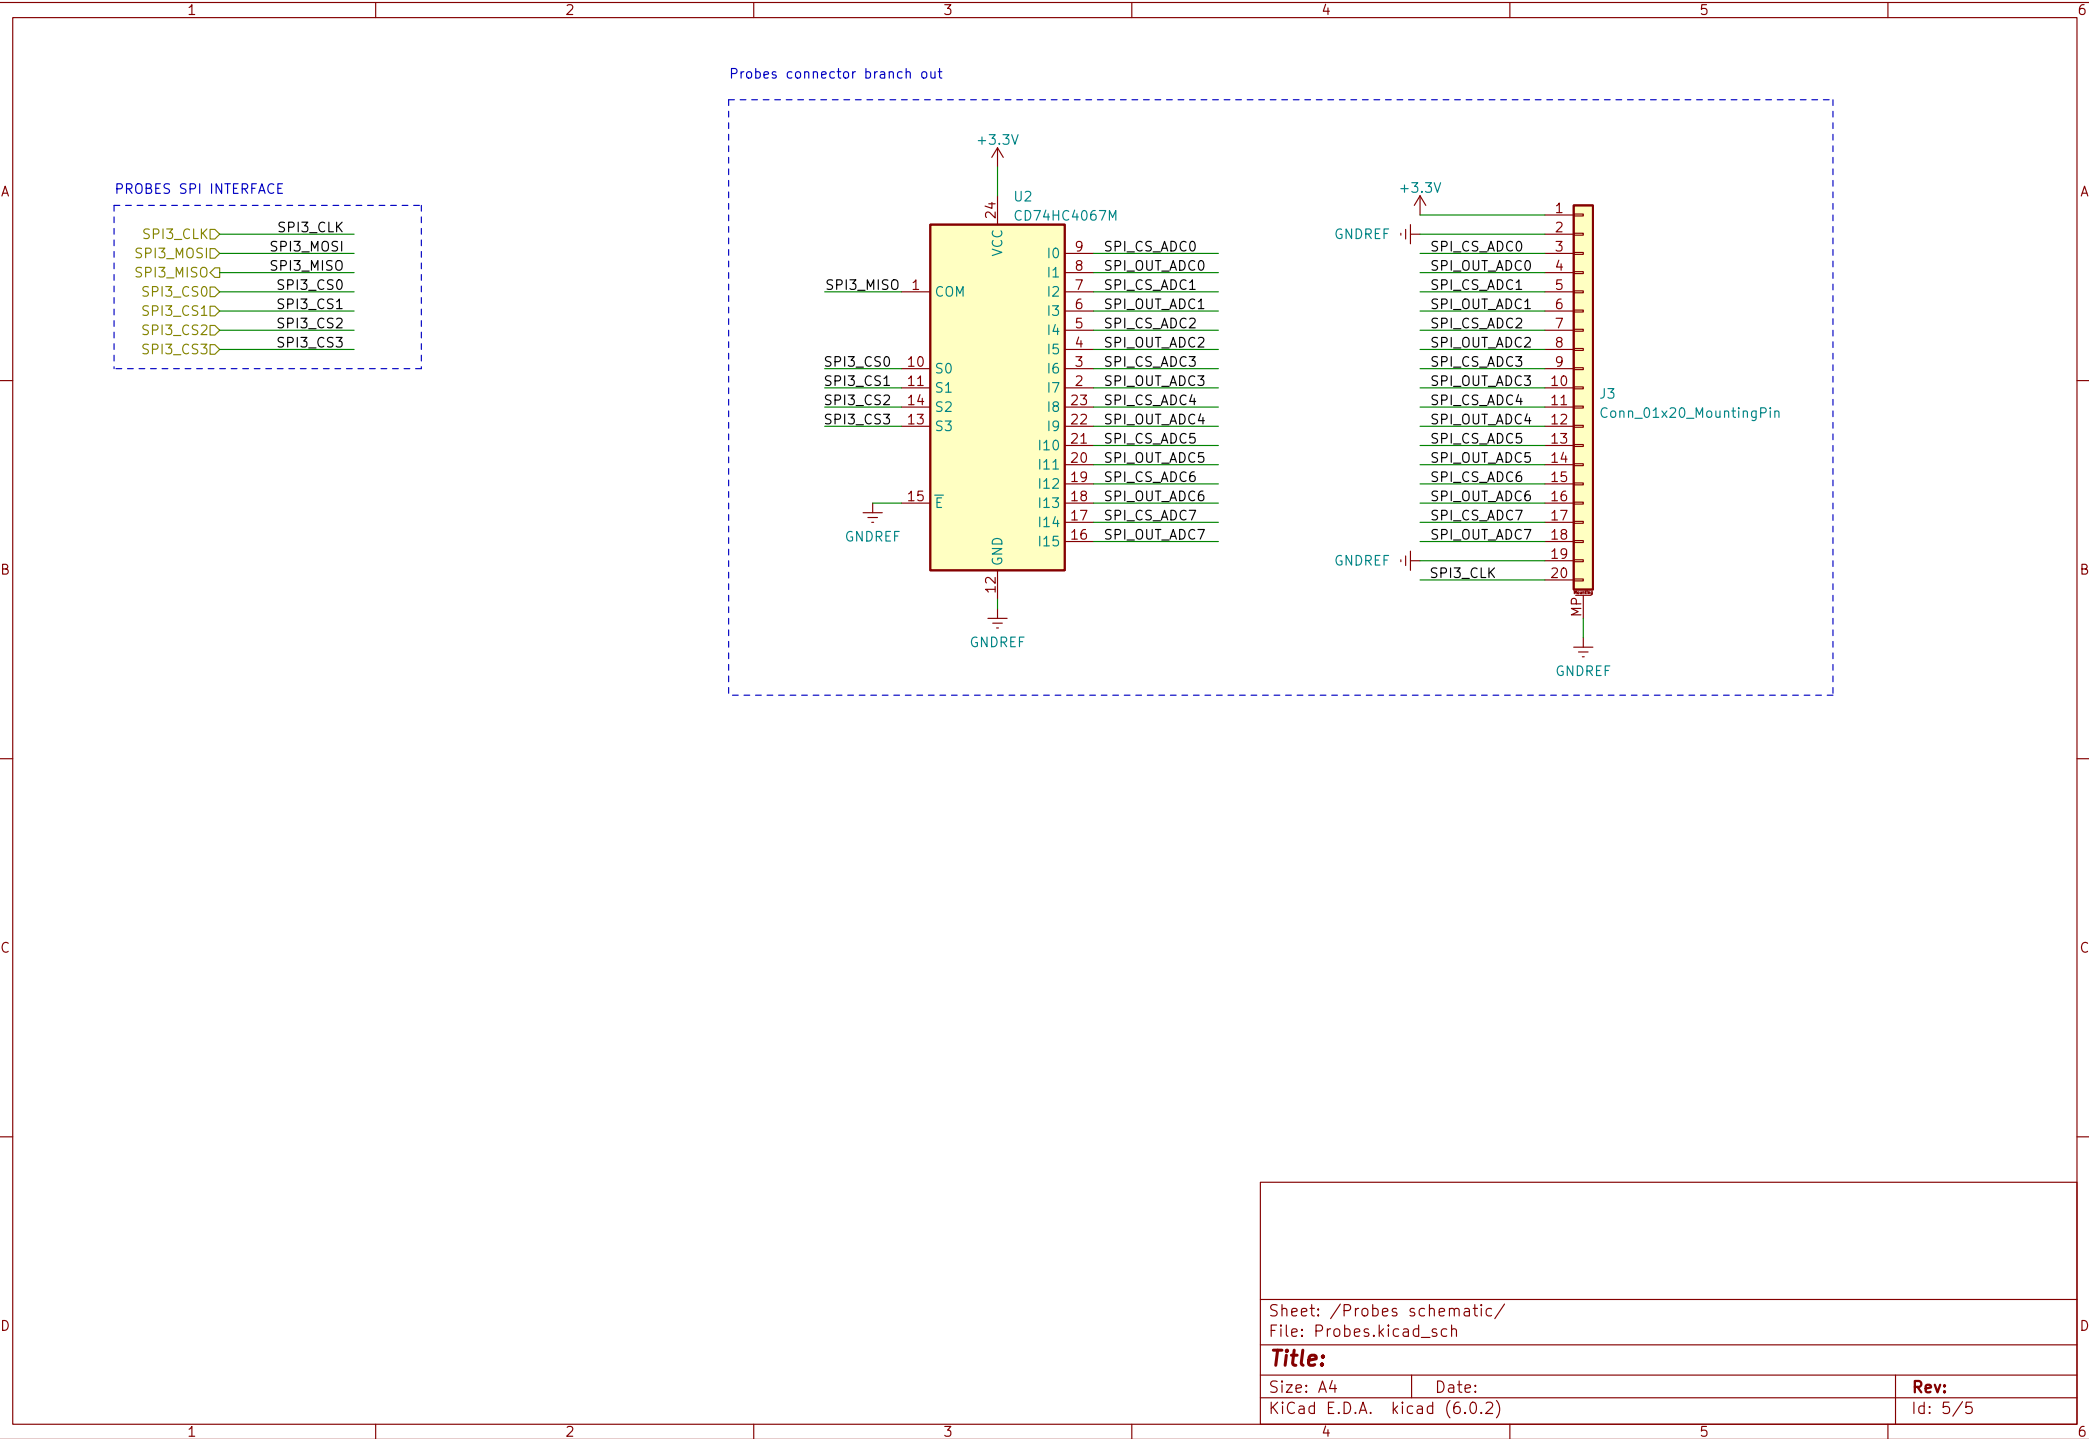 1 2 3 4 5 6
Probes connector branch out
A A
PROBES SPI INTERFACE
SPI3_CLK SPI3_CLK
SPI3_MOSI SPI3_MOSI
SPI3_MISO SPI3_MISO
SPI3_CS0 SPI3_CS0
SPI3_CS1 SPI3_CS1
SPI3_CS2 SPI3_CS2
SPI3_CS3 SPI3_CS3
+3.3V
U2
CD74HC4067M
24
VCC
SPI3_MISO 1 COM
SPI3_CS0 10 S0
SPI3_CS1 11 S1
SPI3_CS2 14 S2
SPI3_CS3 13 S3
15 E
GNDREF
GND
12
GNDREF
I0 9 SPI_CS_ADC0
I1 8 SPI_OUT_ADC0
I2 7 SPI_CS_ADC1
I3 6 SPI_OUT_ADC1
I4 5 SPI_CS_ADC2
I5 4 SPI_OUT_ADC2
I6 3 SPI_CS_ADC3
I7 2 SPI_OUT_ADC3
I8 23 SPI_CS_ADC4
I9 22 SPI_OUT_ADC4
I10 21 SPI_CS_ADC5
I11 20 SPI_OUT_ADC5
I12 19 SPI_CS_ADC6
I13 18 SPI_OUT_ADC6
I14 17 SPI_CS_ADC7
I15 16 SPI_OUT_ADC7
+3.3V
1
GNDREF 2
SPI_CS_ADC0 3
SPI_OUT_ADC0 4
SPI_CS_ADC1 5
SPI_OUT_ADC1 6
SPI_CS_ADC2 7
SPI_OUT_ADC2 8
SPI_CS_ADC3 9
SPI_OUT_ADC3 10
SPI_CS_ADC4 11
SPI_OUT_ADC4 12
SPI_CS_ADC5 13
SPI_OUT_ADC5 14
SPI_CS_ADC6 15
SPI_OUT_ADC6 16
SPI_CS_ADC7 17
SPI_OUT_ADC7 18
GNDREF 19
SPI3_CLK 20
J3
Conn_01x20_MountingPin
MP
GNDREF
B B
C C
D D
Sheet: /Probes schematic/
File: Probes.kicad_sch
Title:
Size: A4 Date: Rev:
KiCad E.D.A. kicad (6.0.2) Id: 5/5
1 2 3 4 5 6